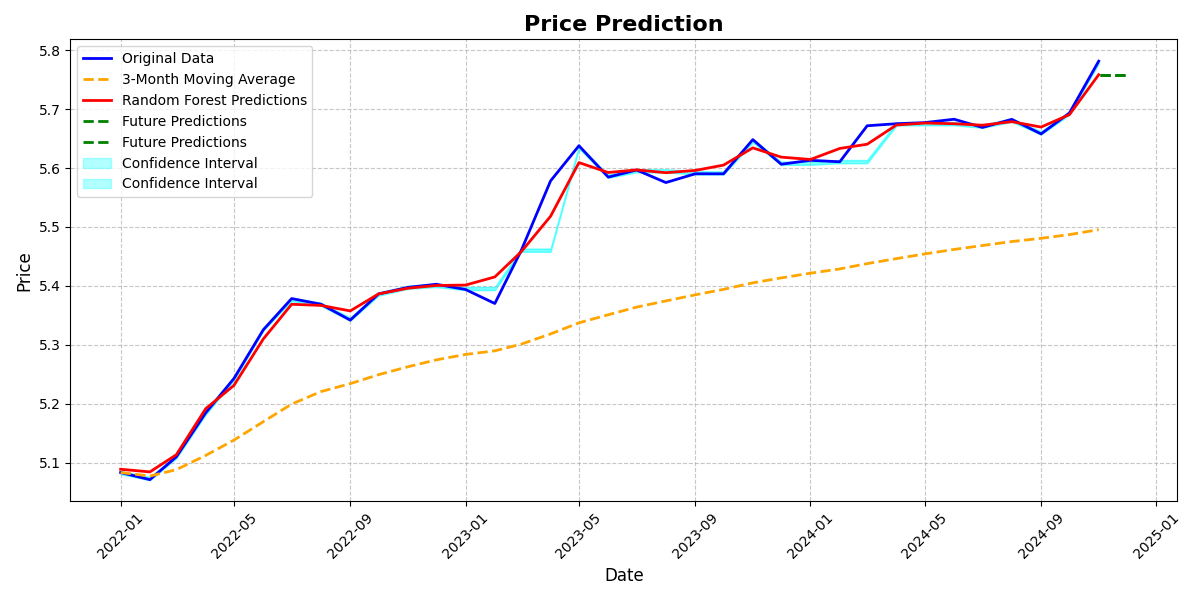 Price Prediction
Original Data
3-Month Moving Average
Random Forest Predictions
Future Predictions
Future Predictions
Confidence Interval
Confidence Interval
5.8
5.7
5.6
5.5
5.4
5.3
5.2
5.1
Price
2022-01
2022-05
2022-09
2023-01
2023-05
2023-09
2024-01
2024-05
2024-09
2025-01
Date